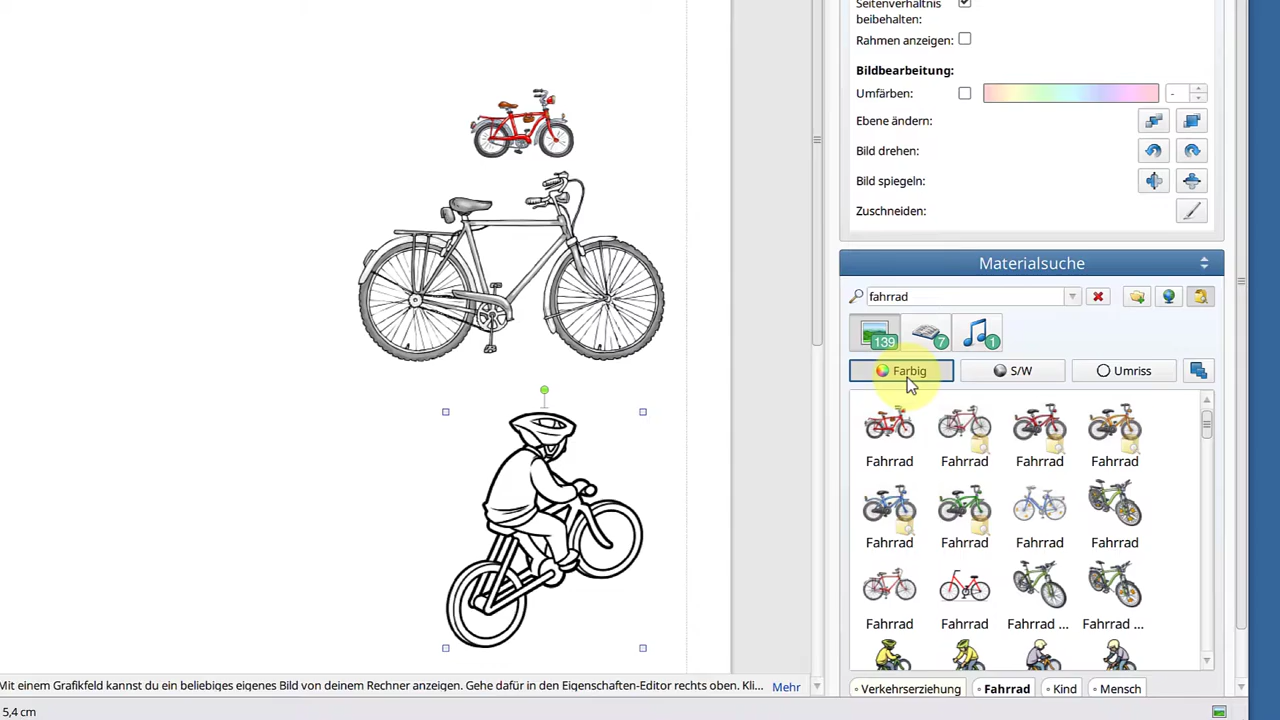 Seitenverhältnis
beibehalten:
Rahmen anzeigen:
Bildbearbeitung:
Umfärben: -
Ebene ändern:
Bild drehen:
Bild spiegeln:
Zuschneiden:
Materialsuche
fahrrad
139 7 1
Farbig S/W Umriss
Fahrrad Fahrrad Fahrrad Fahrrad
Fahrrad Fahrrad Fahrrad Fahrrad
Fahrrad Fahrrad Fahrrad ... Fahrrad ...
Mit einem Grafikfeld kannst du ein beliebiges eigenes Bild von deinem Rechner anzeigen. Gehe dafür in den Eigenschaften-Editor rechts oben. Kli... Mehr
Verkehrserziehung Fahrrad Kind Mensch
5,4 cm